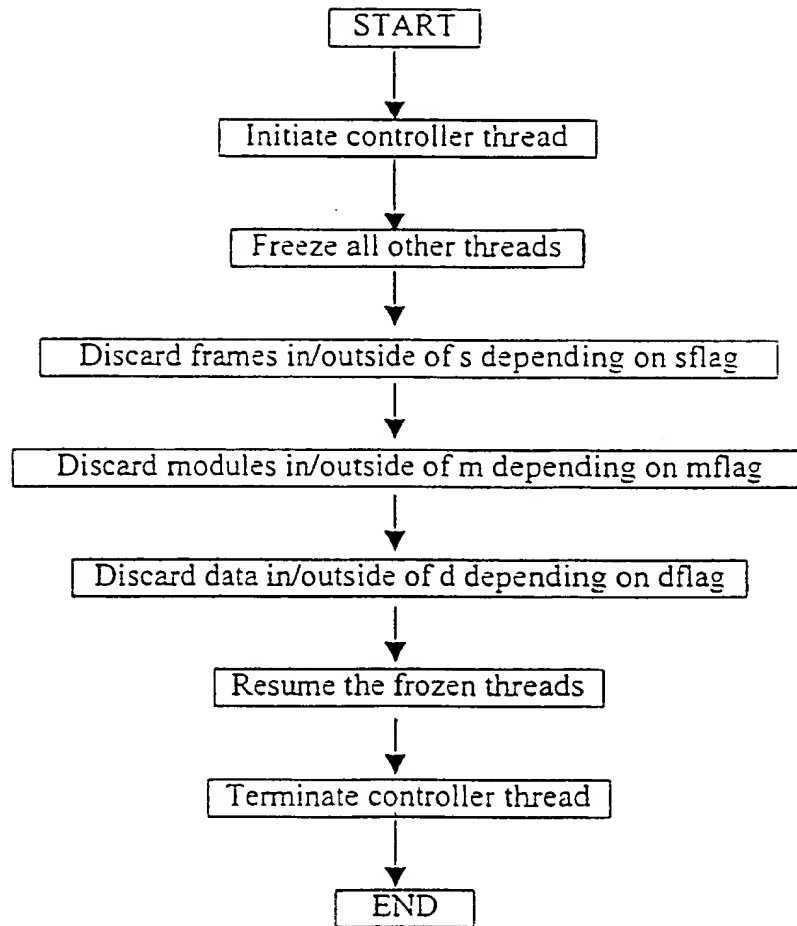 START
Initiate controller thread
Freeze all other threads
Discard frames in/outside of s depending on sflag
Discard modules in/outside of m depending on mflag
Discard data in/outside of d depending on dflag
Resume the frozen threads
Terminate controller thread
END